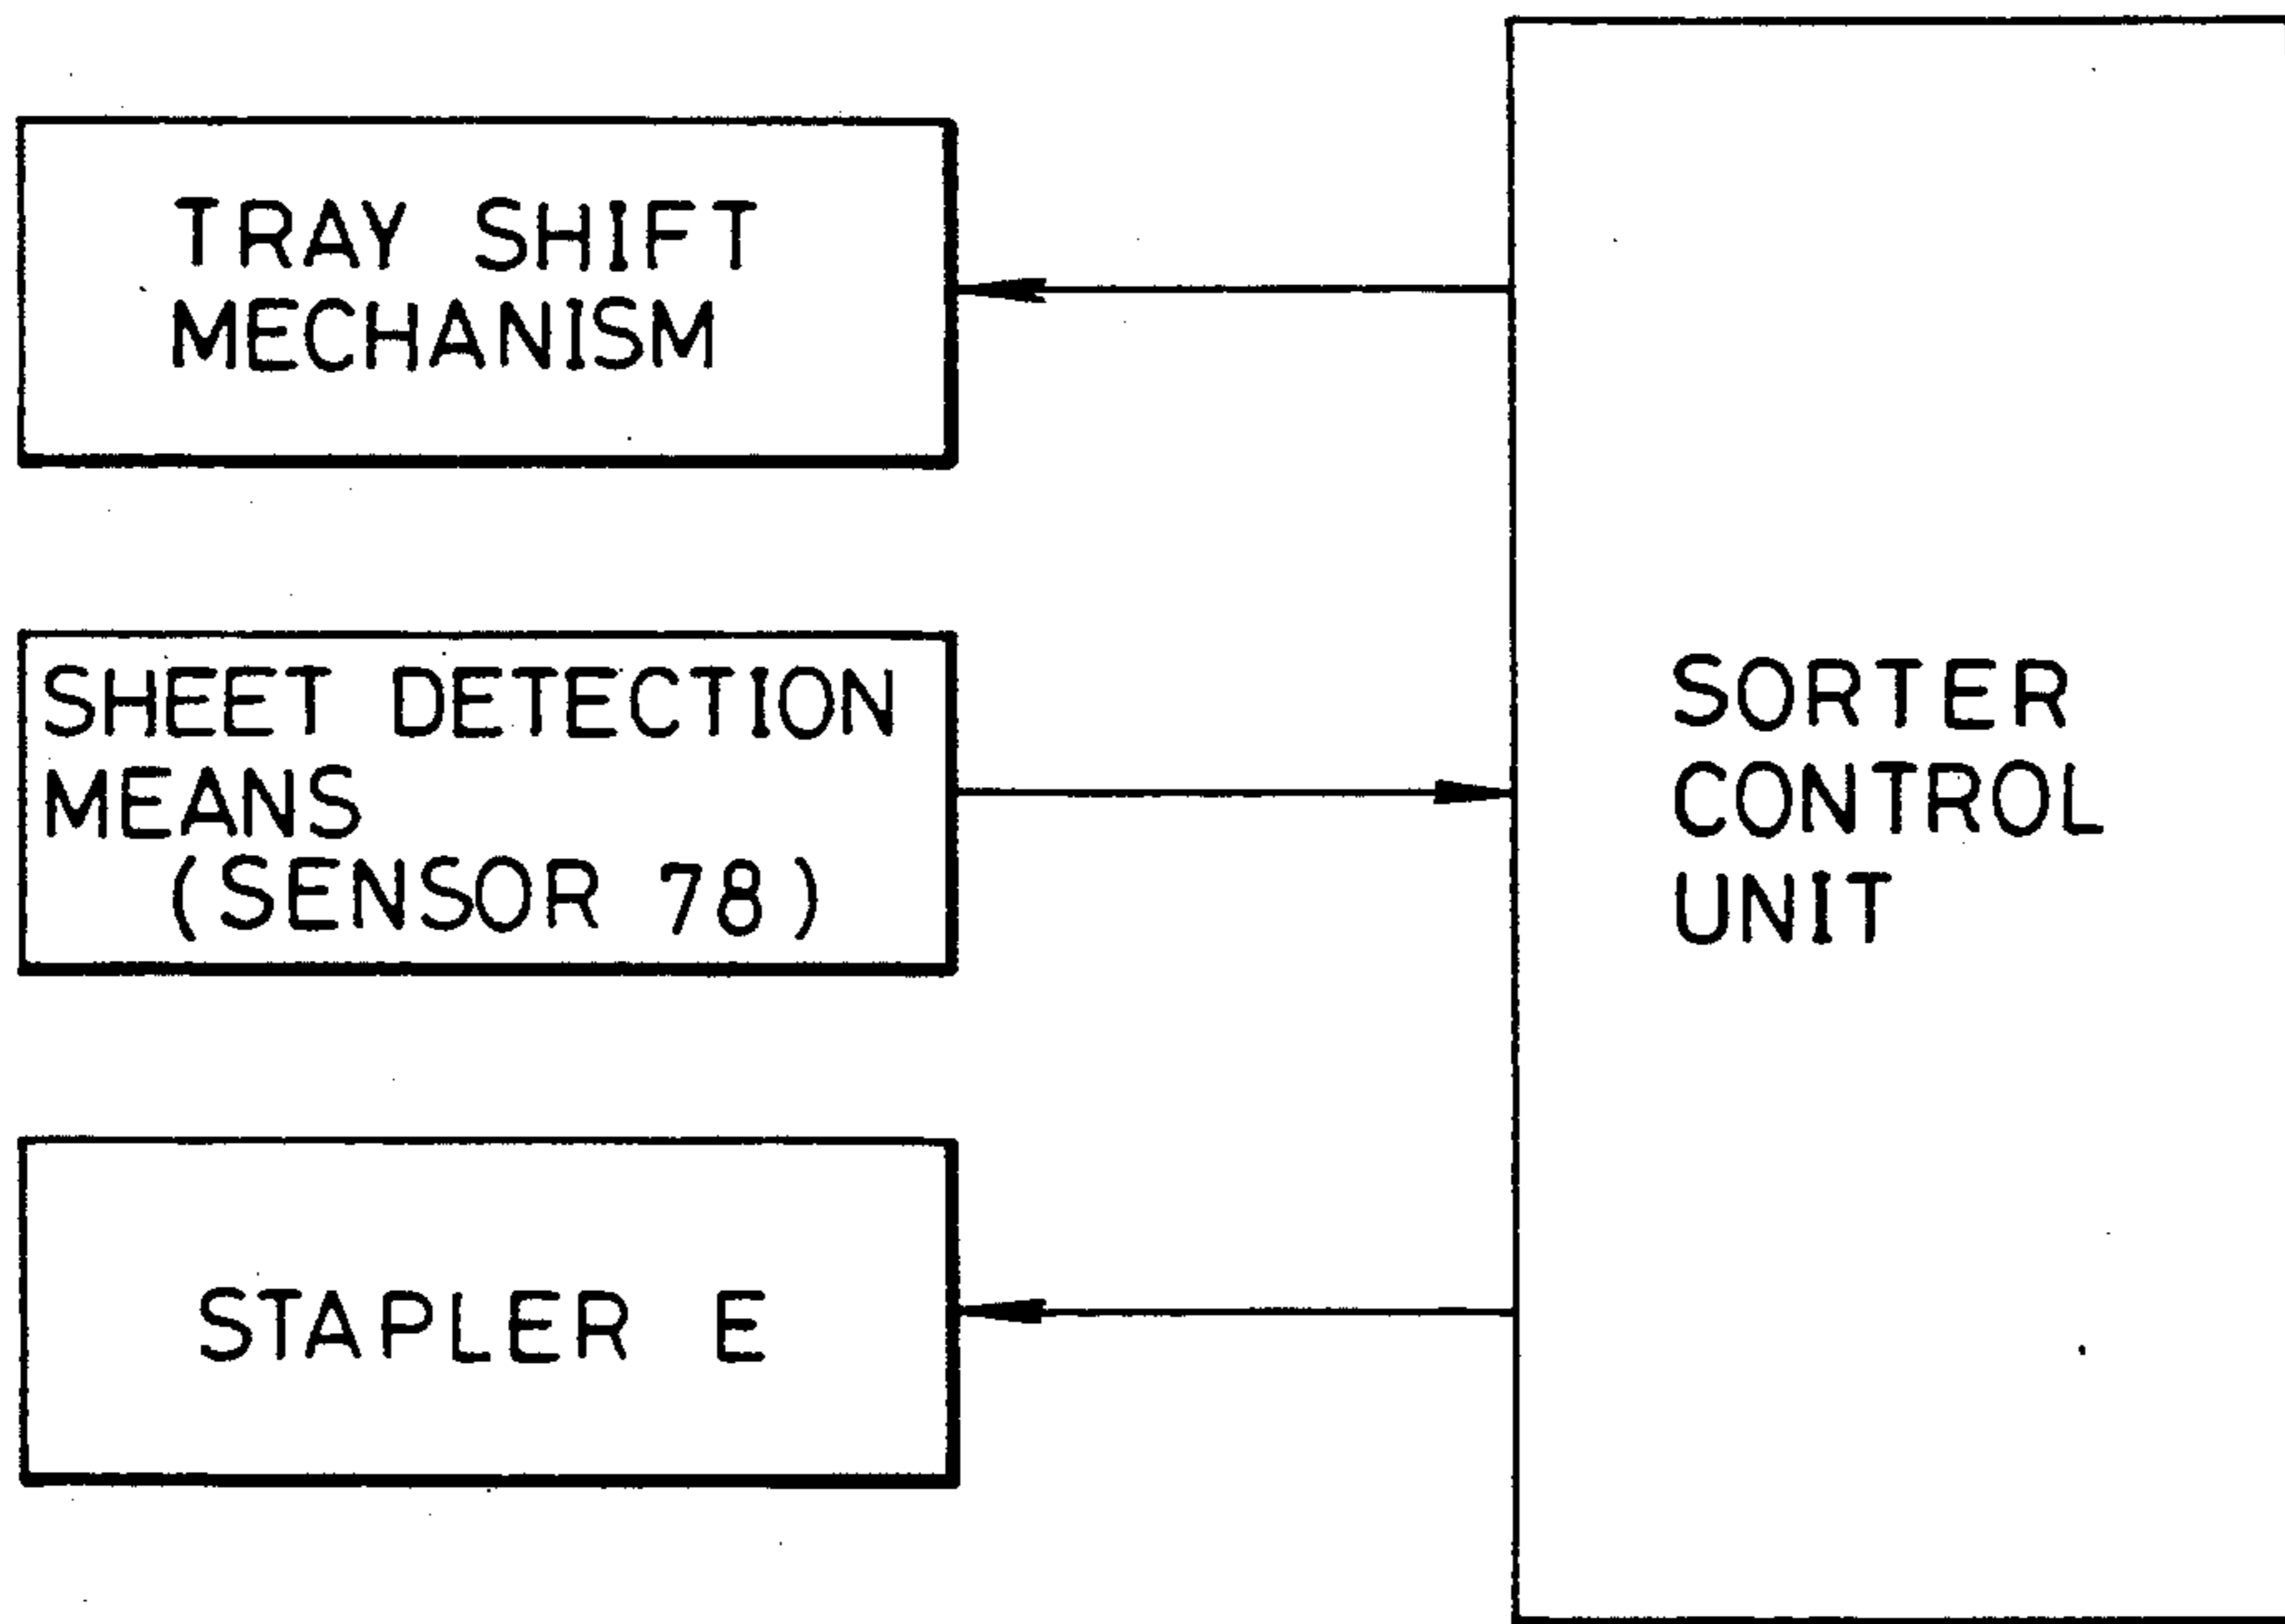 TRAY SHIFT
MECHANISM
SHEET DETECTION
MEANS
(SENSOR 78)
STAPLER E
SORTER
CONTROL
UNIT